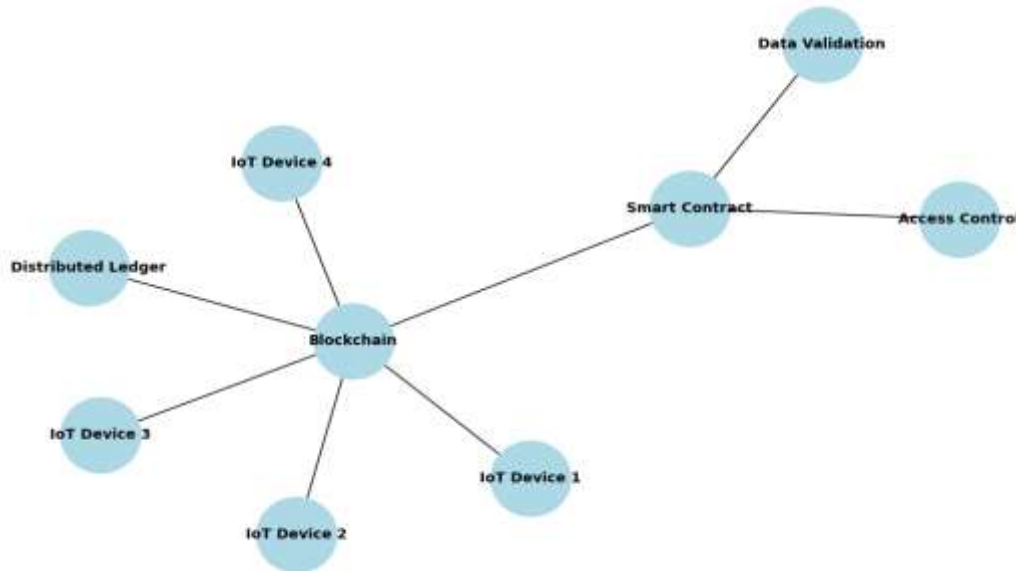 Data Validation
IoT Device 4
Smart Contract
Access Control
Distributed Ledger
Blockchain
IoT Device 3
IoT Device 1
IoT Device 2